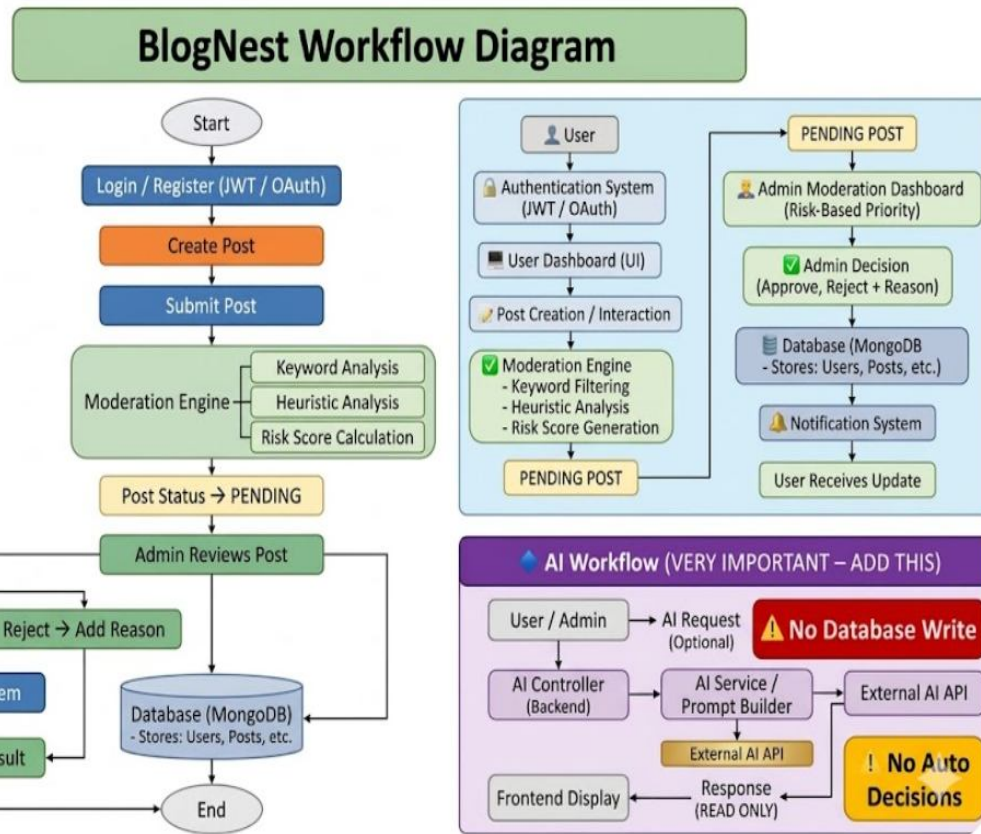 BlogNest Workflow Diagram
Start
Login / Register (JWT / OAuth)
Create Post
Submit Post
Moderation Engine
Keyword Analysis
Heuristic Analysis
Risk Score Calculation
Post Status → PENDING
Admin Reviews Post
Reject → Add Reason
em
sult
Database (MongoDB)
- Stores: Users, Posts, etc.
End
User
Authentication System
(JWT / OAuth)
User Dashboard (UI)
Post Creation / Interaction
Moderation Engine
- Keyword Filtering
- Heuristic Analysis
- Risk Score Generation
PENDING POST
PENDING POST
Admin Moderation Dashboard
(Risk-Based Priority)
Admin Decision
(Approve, Reject + Reason)
Database (MongoDB
- Stores: Users, Posts, etc.)
Notification System
User Receives Update
AI Workflow (VERY IMPORTANT – ADD THIS)
User / Admin
AI Request
(Optional)
No Database Write
AI Controller
(Backend)
AI Service /
Prompt Builder
External AI API
External AI API
Frontend Display
Response
(READ ONLY)
No Auto
Decisions